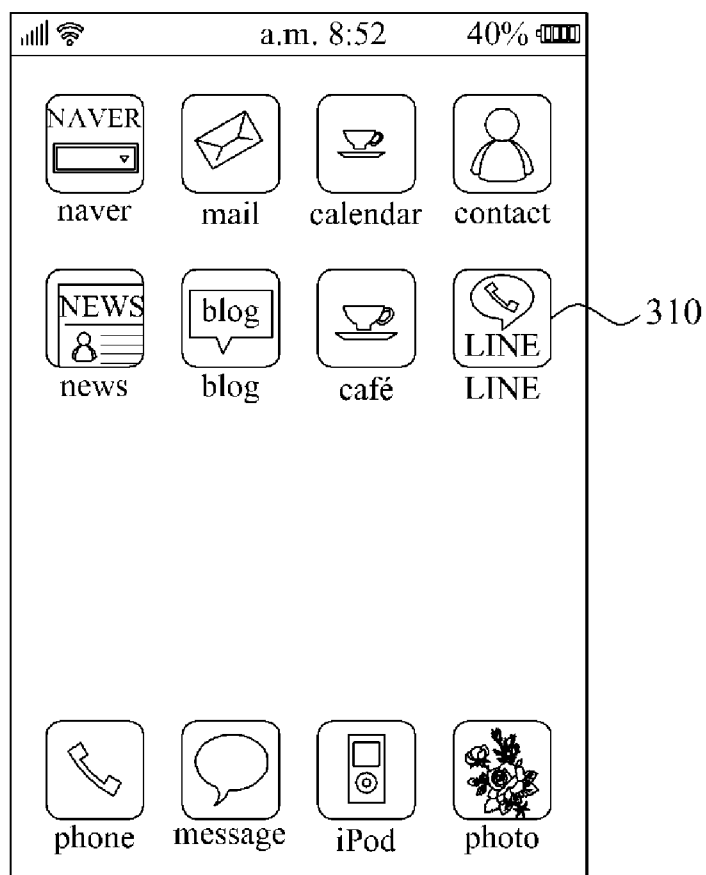 a.m. 8:52 40%
NAVER
naver mail calendar contact
NEWS blog LINE 310
news blog café LINE
phone message iPod photo